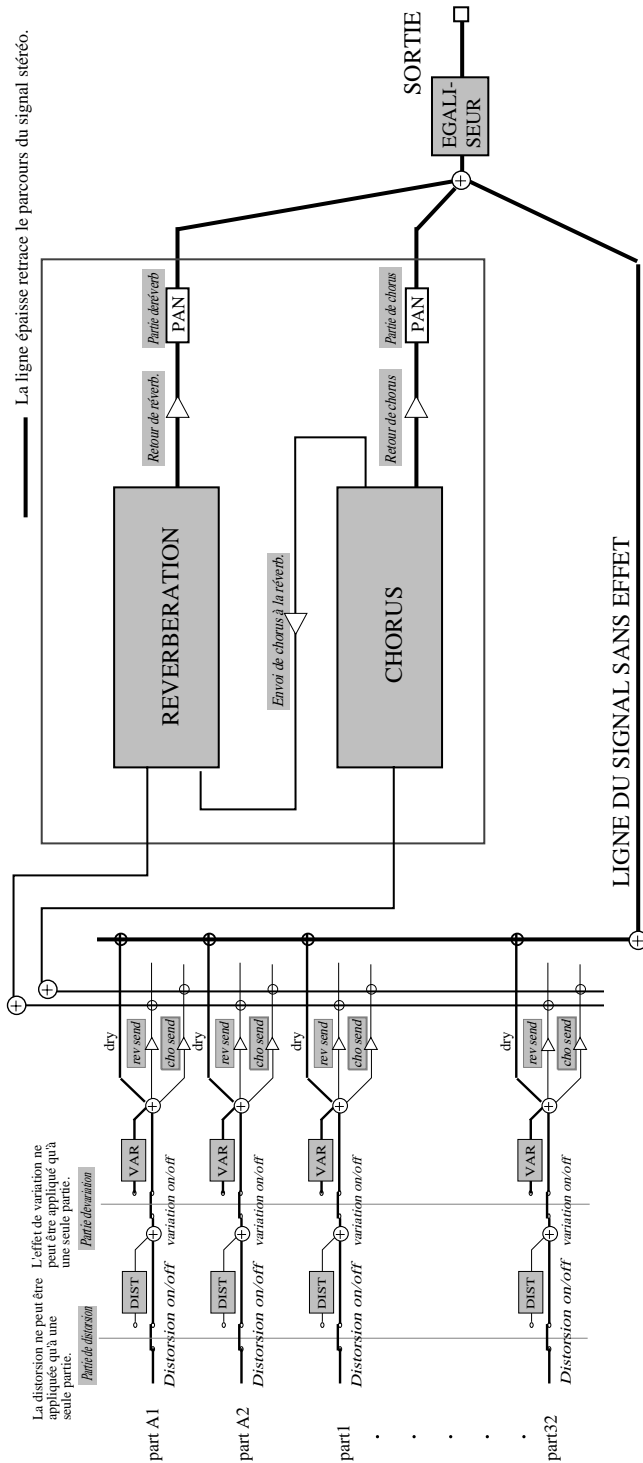 La ligne épaisse retrace le parcours du signal stéréo.
La distorsion ne peut être
appliquée qu'à une
seule partie.
L'effet de variation ne
peut être appliqué qu'à
une seule partie.
Partie de distorsion
Partie devariation
part A1
Distorsion on/off
DIST
variation on/off
VAR
dry
rev send
cho send
part A2
Distorsion on/off
DIST
variation on/off
VAR
dry
rev send
cho send
part1
Distorsion on/off
DIST
variation on/off
VAR
dry
rev send
cho send
. . . . .
part32
Distorsion on/off
DIST
variation on/off
VAR
dry
rev send
cho send
REVERBERATION
Retour de réverb.
Partie deréverb
PAN
Envoi de chorus à la réverb.
CHORUS
Retour de chorus
Partie de chorus
PAN
LIGNE DU SIGNAL SANS EFFET
EGALI-
SEUR
SORTIE